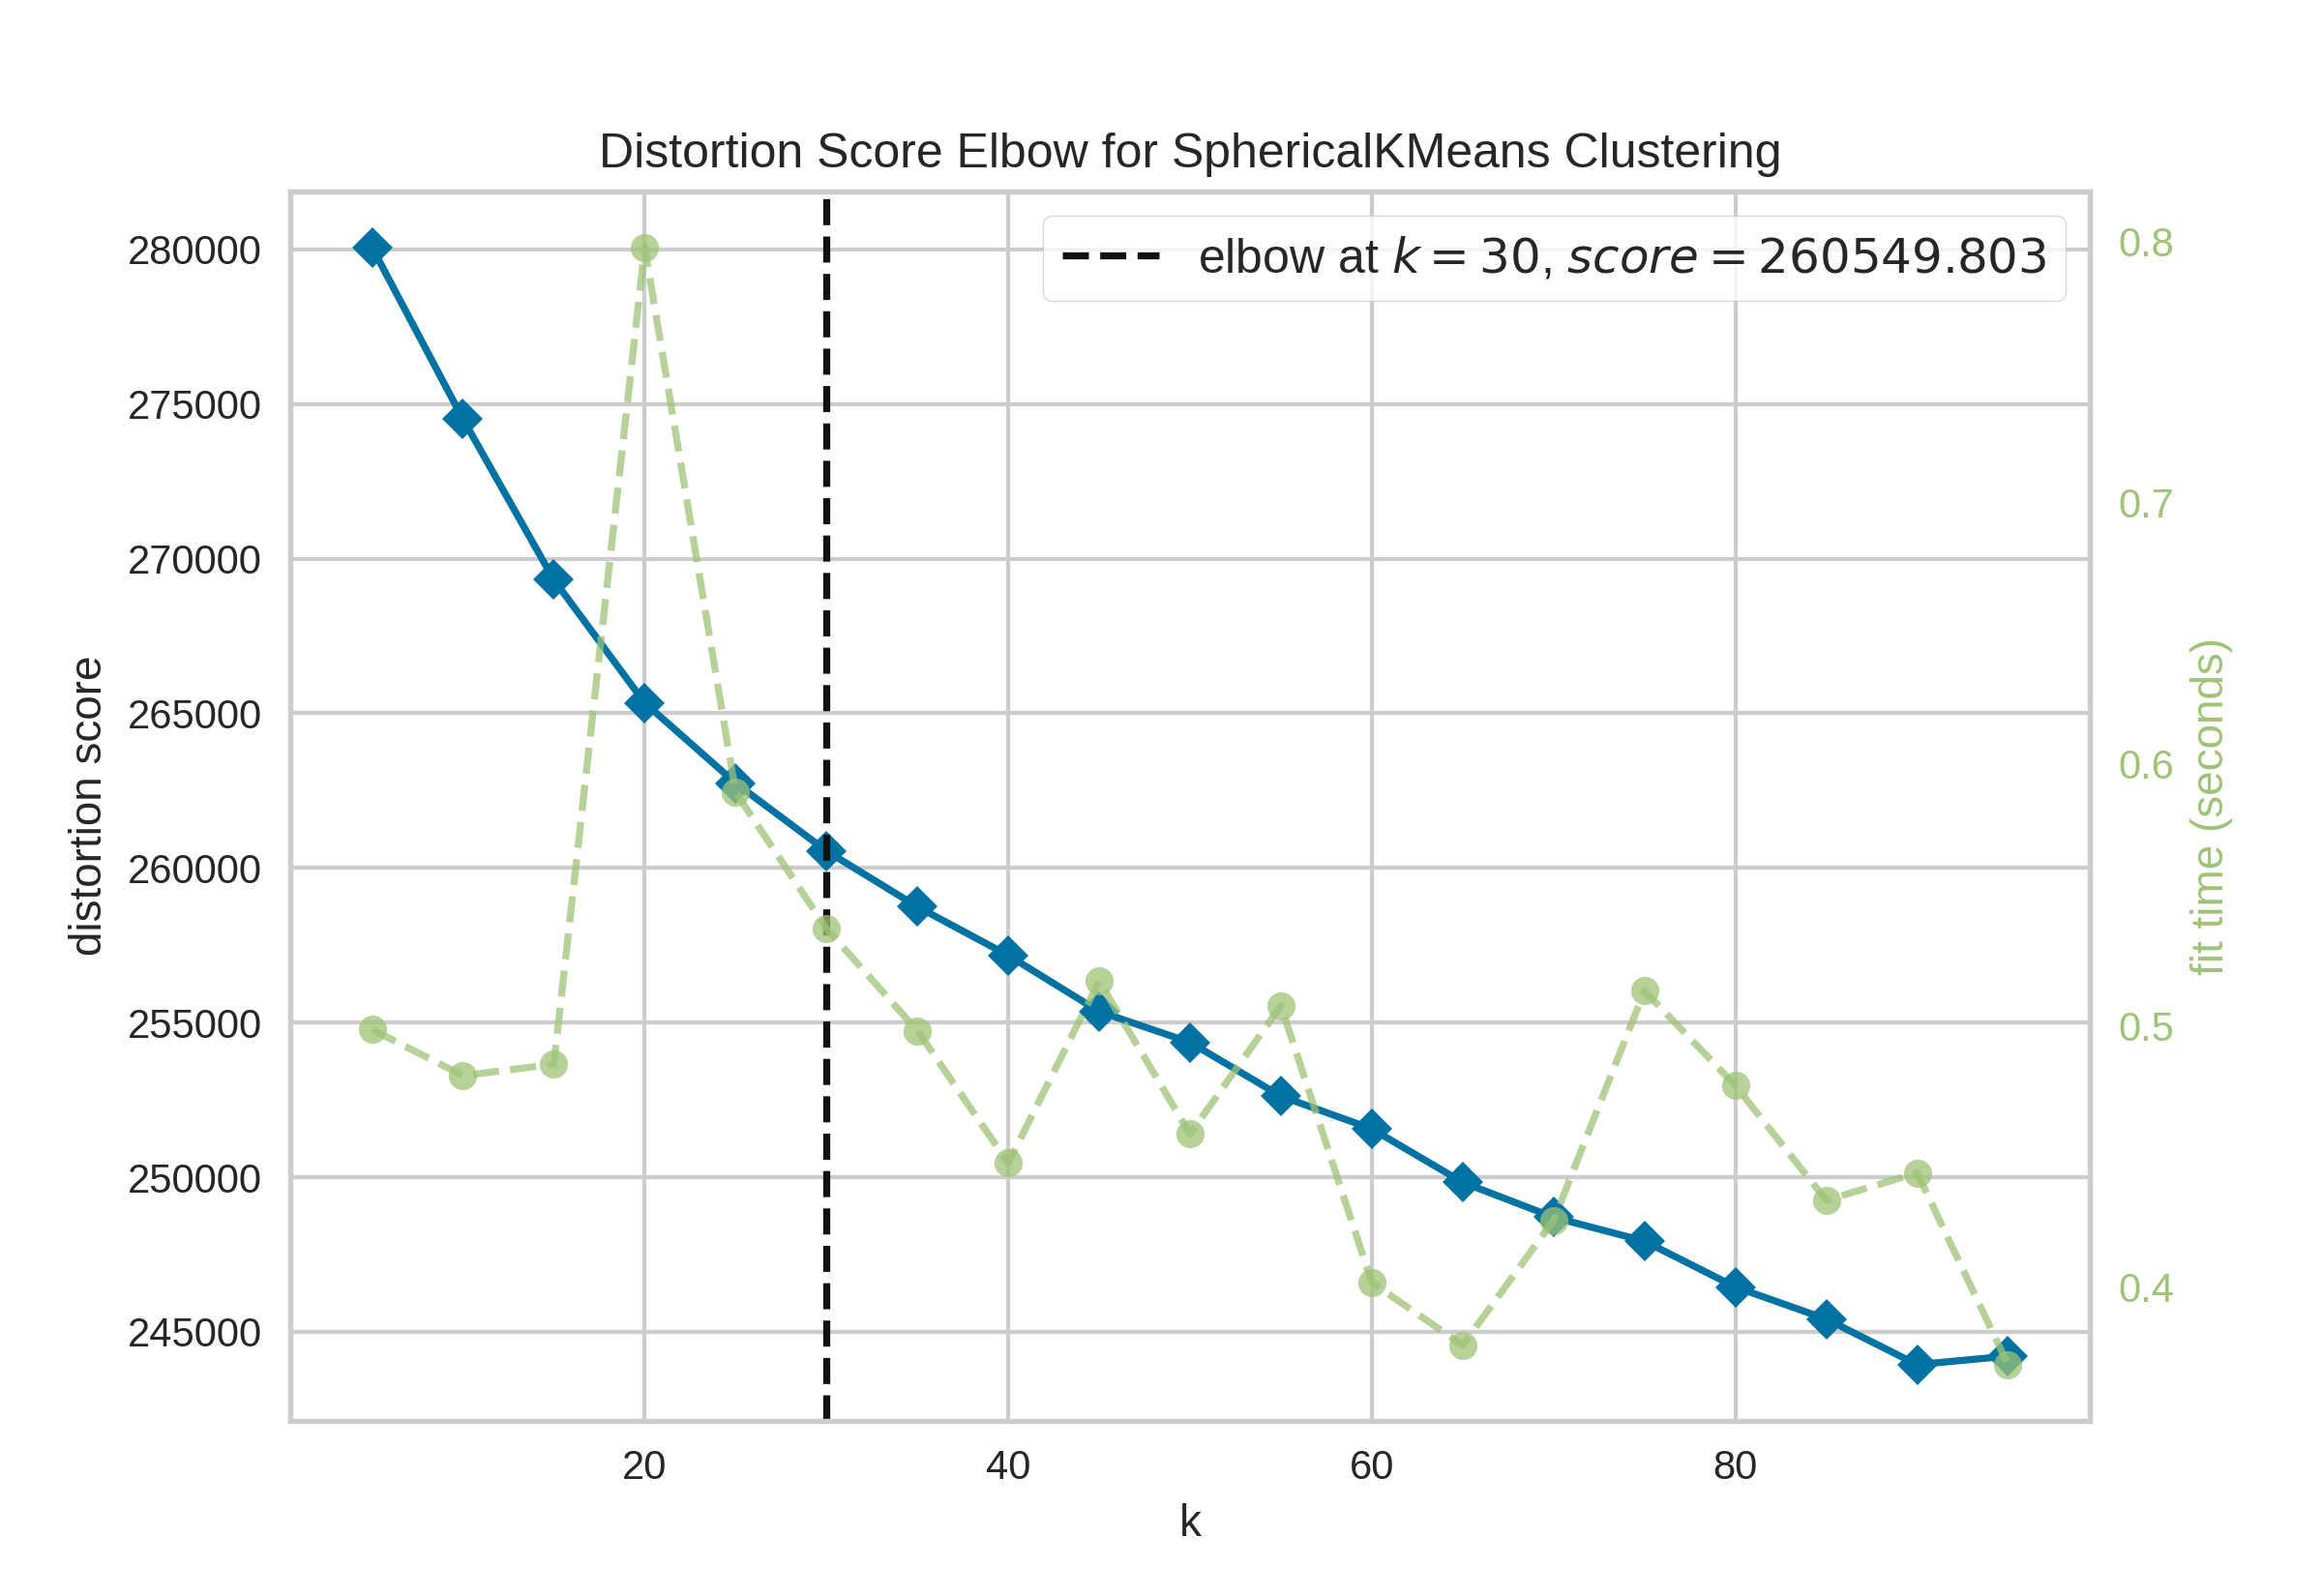 Distortion Score Elbow for SphericalKMeans Clustering
elbow at k = 30, score = 260549.803
280000
275000
270000
265000
260000
255000
250000
245000
distortion score
0.8
0.7
0.6
0.5
0.4
fit time (seconds)
20 40 60 80
k